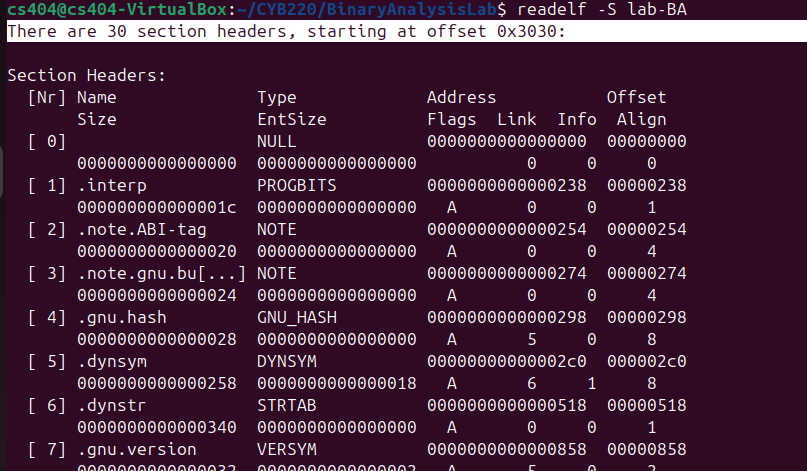 cs404@cs404-VirtualBox:~/CYB220/BinaryAnalysisLab$ readelf -S lab-BA
There are 30 section headers, starting at offset 0x3030:
Section Headers:
  [Nr] Name              Type             Address           Offset
       Size              EntSize          Flags  Link  Info  Align
  [ 0]                   NULL             0000000000000000  00000000
       0000000000000000  0000000000000000           0     0     0
  [ 1] .interp           PROGBITS         0000000000000238  00000238
       000000000000001c  0000000000000000   A       0     0     1
  [ 2] .note.ABI-tag     NOTE             0000000000000254  00000254
       0000000000000020  0000000000000000   A       0     0     4
  [ 3] .note.gnu.bu[...] NOTE             0000000000000274  00000274
       0000000000000024  0000000000000000   A       0     0     4
  [ 4] .gnu.hash         GNU_HASH         0000000000000298  00000298
       0000000000000028  0000000000000000   A       5     0     8
  [ 5] .dynsym           DYNSYM           00000000000002c0  000002c0
       0000000000000258  0000000000000018   A       6     1     8
  [ 6] .dynstr           STRTAB           0000000000000518  00000518
       0000000000000340  0000000000000000   A       0     0     1
  [ 7] .gnu.version      VERSYM           0000000000000858  00000858
       0000000000000032  0000000000000002   A       5     0     2